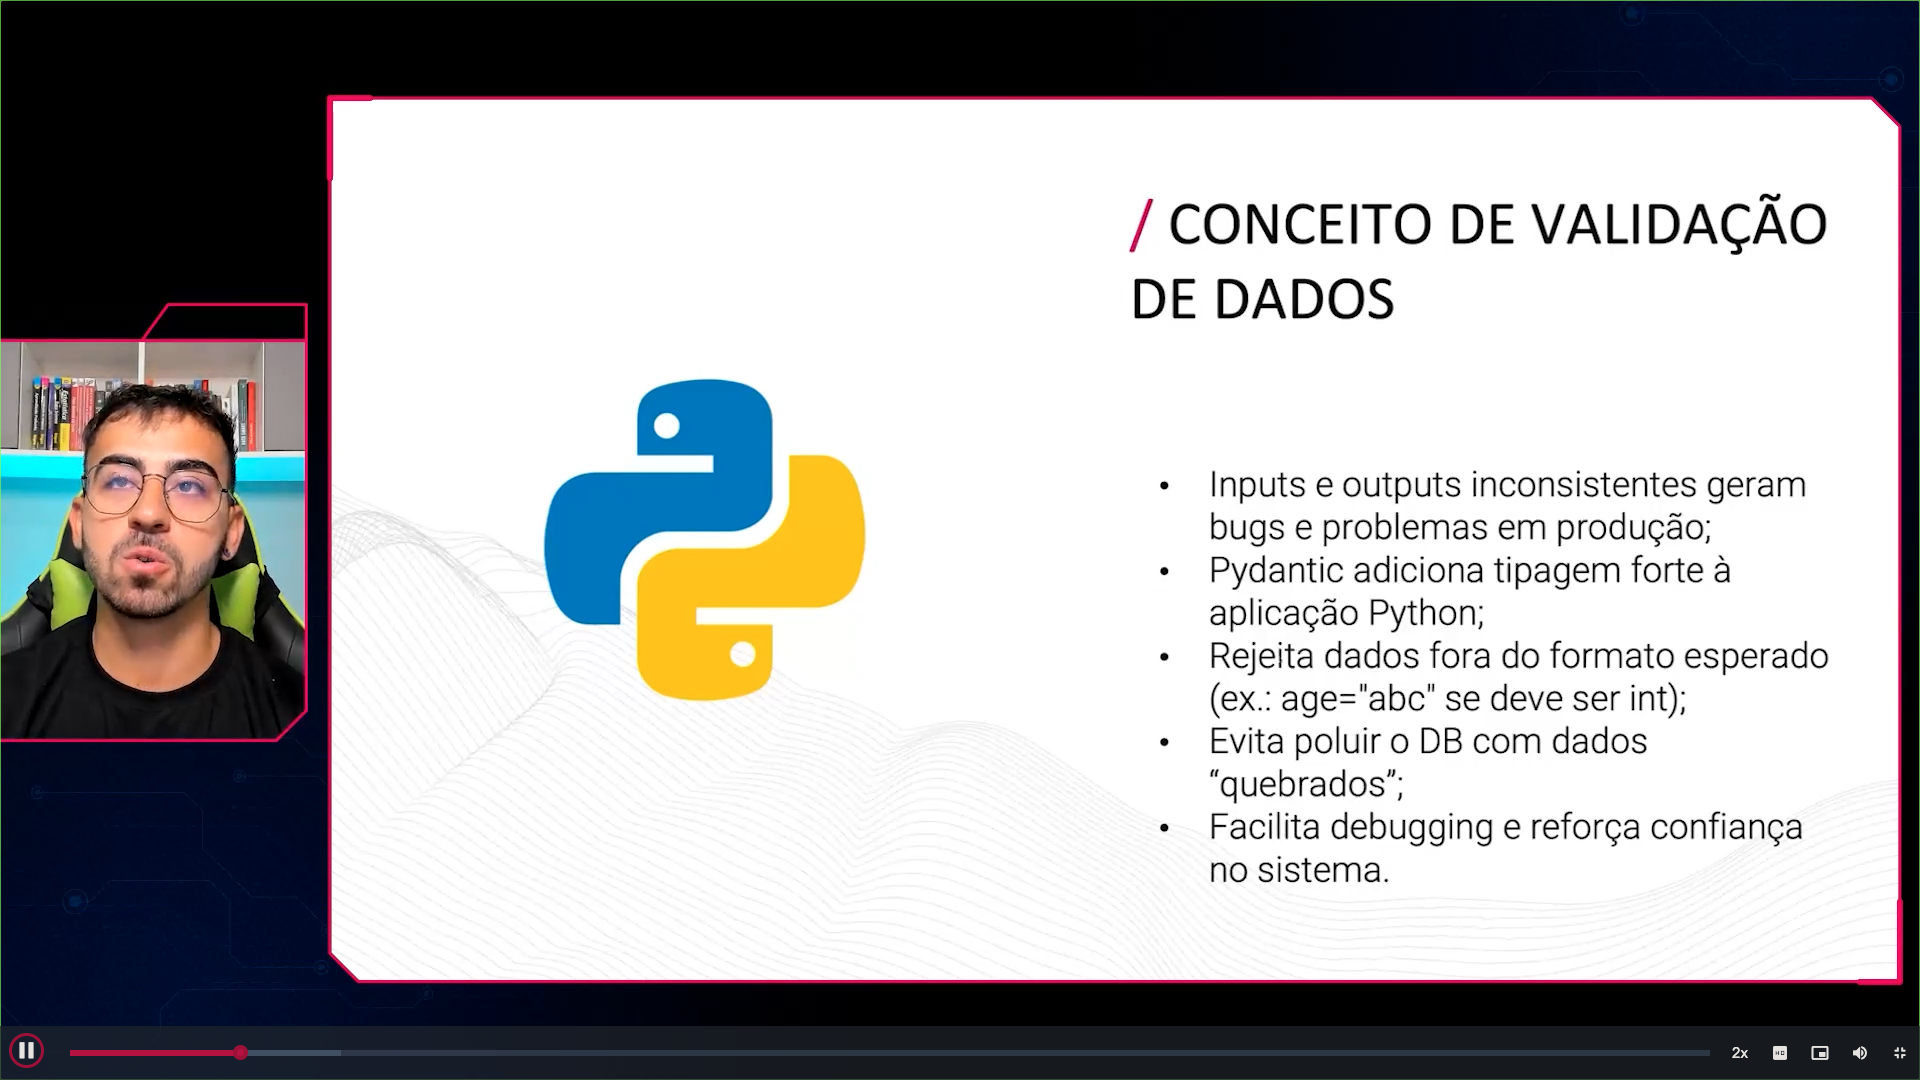 / CONCEITO DE VALIDAÇÃO
DE DADOS
• Inputs e outputs inconsistentes geram
bugs e problemas em produção;
• Pydantic adiciona tipagem forte à
aplicação Python;
• Rejeita dados fora do formato esperado
(ex.: age="abc" se deve ser int);
• Evita poluir o DB com dados
“quebrados”;
• Facilita debugging e reforça confiança
no sistema.
2x